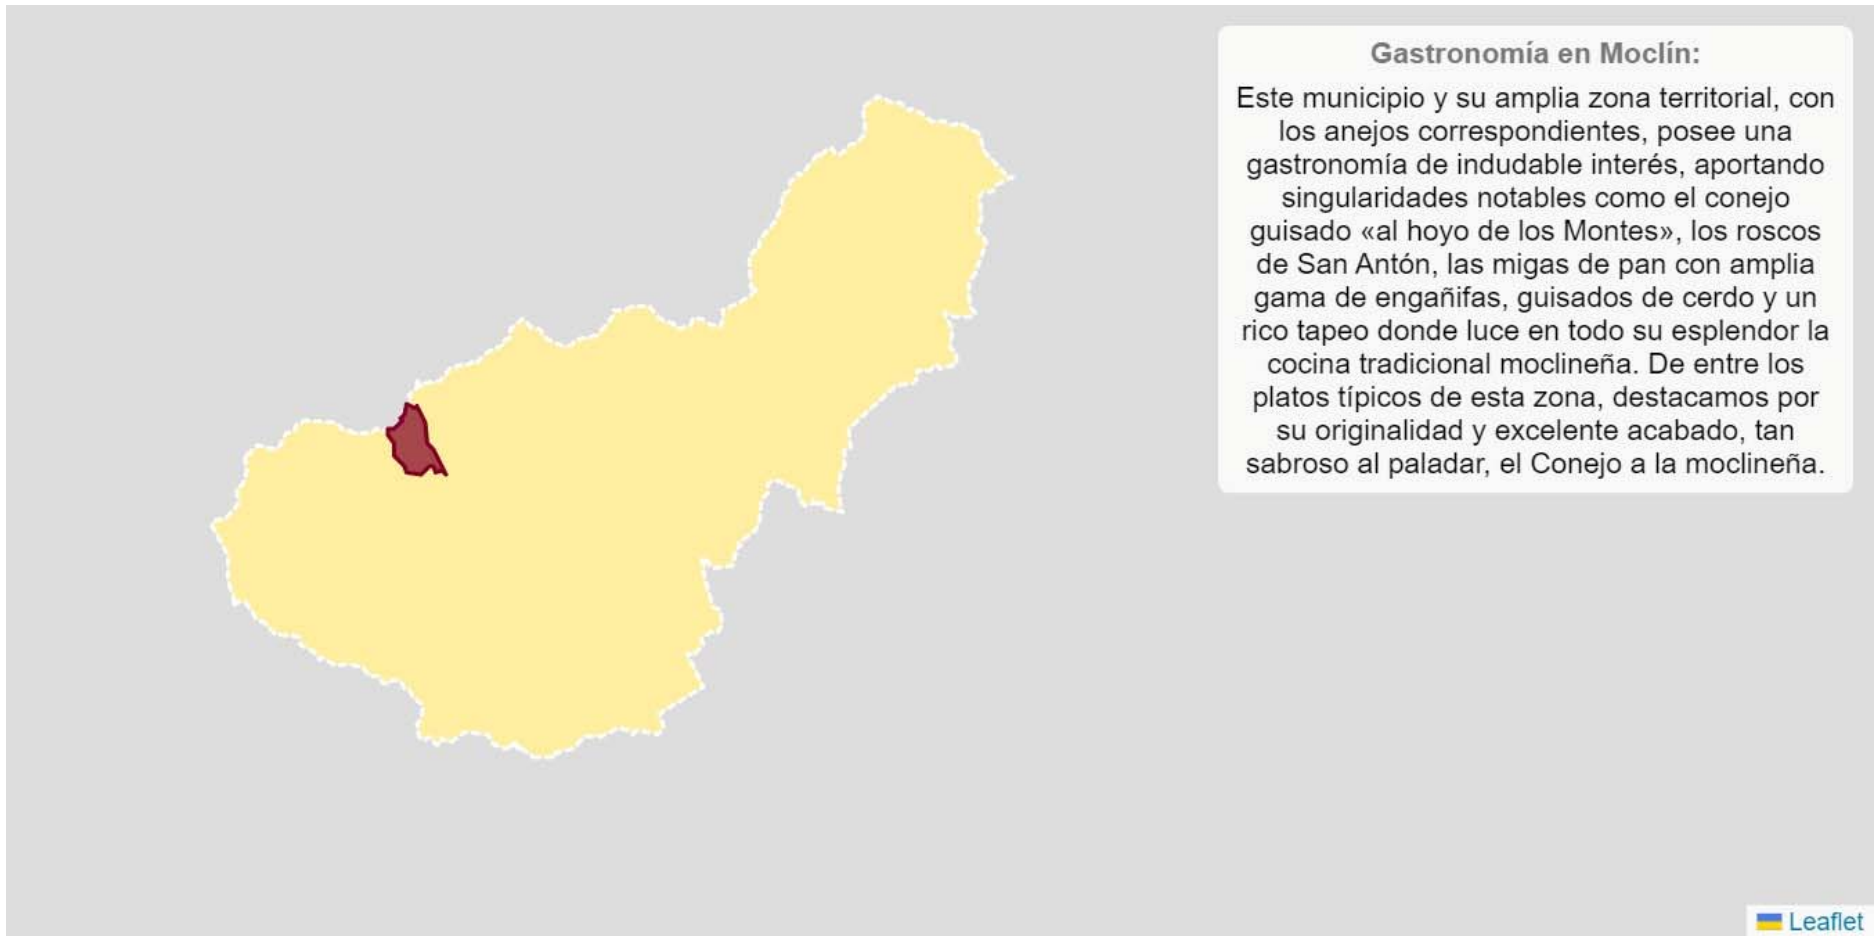 Gastronomía en Moclín:
Este municipio y su amplia zona territorial, con
los anejos correspondientes, posee una
gastronomía de indudable interés, aportando
singularidades notables como el conejo
guisado «al hoyo de los Montes», los roscos
de San Antón, las migas de pan con amplia
gama de engañifas, guisados de cerdo y un
rico tapeo donde luce en todo su esplendor la
cocina tradicional moclineña. De entre los
platos típicos de esta zona, destacamos por
su originalidad y excelente acabado, tan
sabroso al paladar, el Conejo a la moclineña.
Leaflet